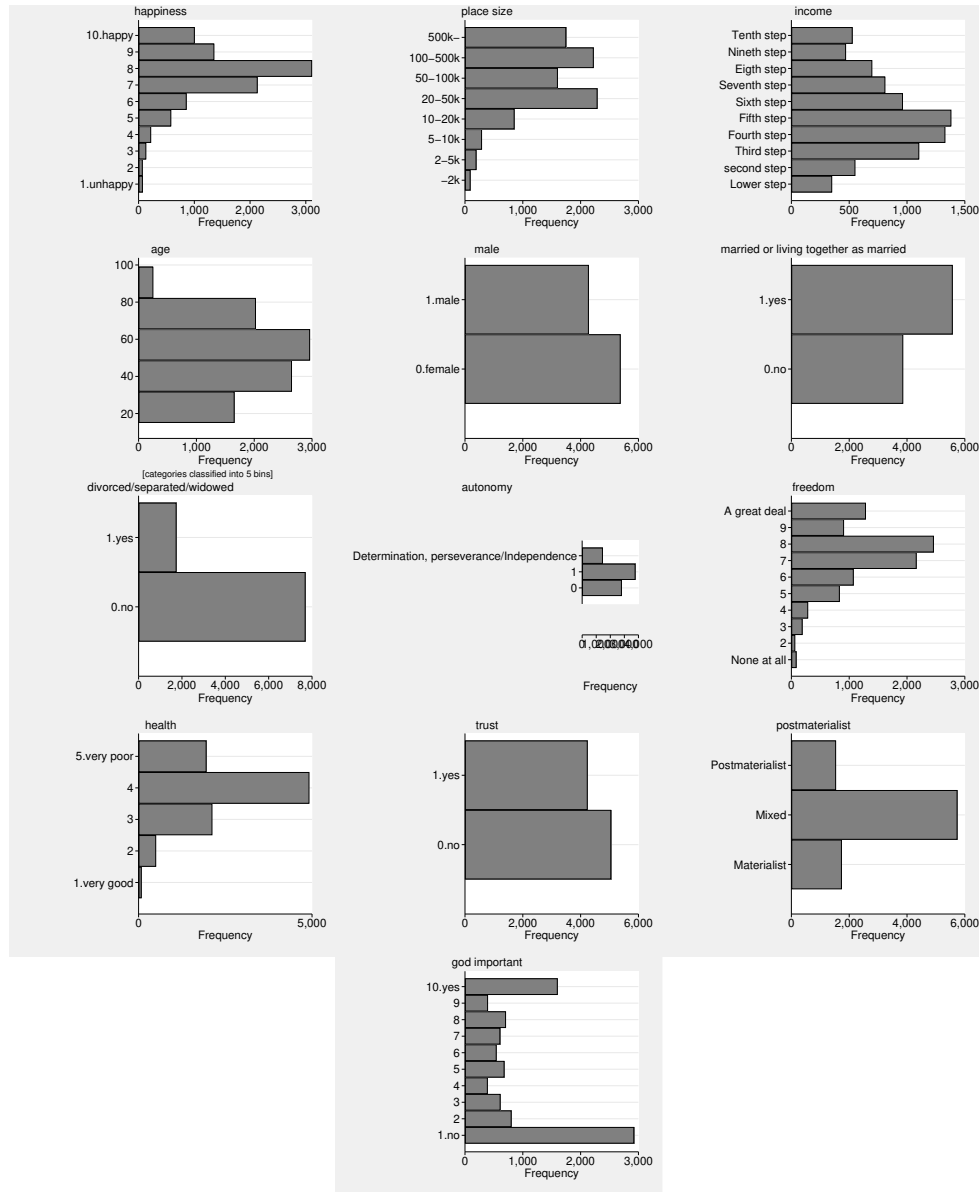 happiness
10.happy
9
8
7
6
5
4
3
2
1.unhappy
0 1,000 2,000 3,000
Frequency
place size
500k−
100−500k
50−100k
20−50k
10−20k
5−10k
2−5k
−2k
0 1,000 2,000 3,000
Frequency
income
Tenth step
Nineth step
Eigth step
Seventh step
Sixth step
Fifth step
Fourth step
Third step
second step
Lower step
0 500 1,000 1,500
Frequency
age
100
80
60
40
20
0 1,000 2,000 3,000
Frequency
[categories classified into 5 bins]
male
1.male
0.female
0 2,000 4,000 6,000
Frequency
married or living together as married
1.yes
0.no
0 2,000 4,000 6,000
Frequency
divorced/separated/widowed
1.yes
0.no
0 2,000 4,000 6,000 8,000
Frequency
autonomy
Determination, perseverance/Independence
1
0
0 1,000 2,000 3,000 4,000
Frequency
freedom
A great deal
9
8
7
6
5
4
3
2
None at all
0 1,000 2,000 3,000
Frequency
health
5.very poor
4
3
2
1.very good
0 5,000
Frequency
trust
1.yes
0.no
0 2,000 4,000 6,000
Frequency
postmaterialist
Postmaterialist
Mixed
Materialist
0 2,000 4,000 6,000
Frequency
god important
10.yes
9
8
7
6
5
4
3
2
1.no
0 1,000 2,000 3,000
Frequency